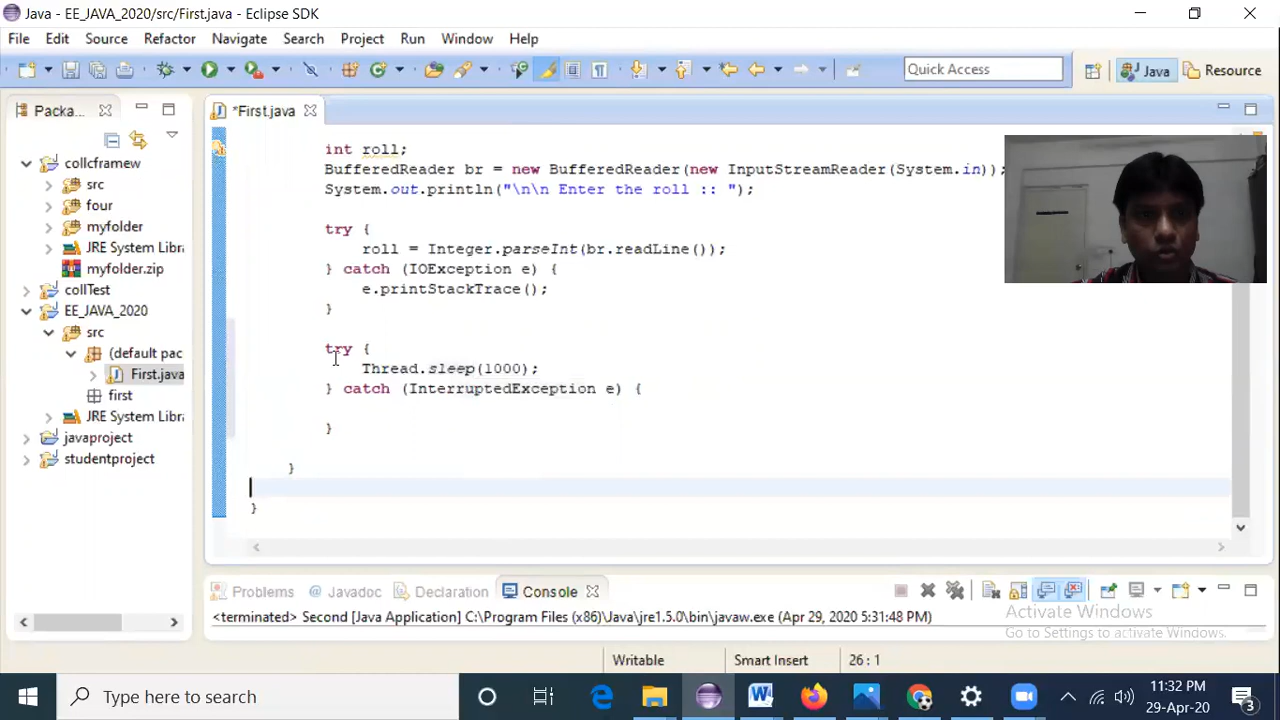 Java - EE_JAVA_2020/src/First.java - Eclipse SDK
File Edit Source Refactor Navigate Search Project Run Window Help
Quick Access
Java
Resource
Packa...
*First.java
collcframew
src
four
myfolder
JRE System Libra
myfolder.zip
collTest
EE_JAVA_2020
src
(default pac
First.java
first
JRE System Libra
javaproject
studentproject
int roll;
BufferedReader br = new BufferedReader(new InputStreamReader(System.in));
System.out.println("\n\n Enter the roll :: ");
try {
roll = Integer.parseInt(br.readLine());
} catch (IOException e) {
e.printStackTrace();
}
try {
Thread.sleep(1000);
} catch (InterruptedException e) {
}
}
}
Problems @ Javadoc Declaration Console
<terminated> Second [Java Application] C:\Program Files (x86)\Java\jre1.5.0\bin\javaw.exe (Apr 29, 2020 5:31:48 PM)
Activate Windows
Go to Settings to activate Windows.
Writable Smart Insert 26 : 1
Type here to search
11:32 PM
29-Apr-20
3